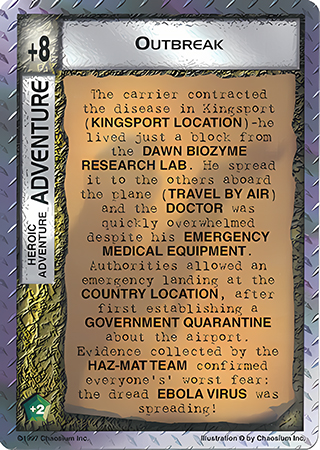 +8
OUTBREAK
HEROIC
ADVENTURE
ADVENTURE
The carrier contracted
the disease in Kingsport
(KINGSPORT LOCATION)-he
lived just a block from
the DAWN BIOZYME
RESEARCH LAB. He spread
it to the others aboard
the plane (TRAVEL BY AIR)
and the DOCTOR was
quickly overwhelmed
despite his EMERGENCY
MEDICAL EQUIPMENT.
Authorities allowed an
emergency landing at the
COUNTRY LOCATION, after
first establishing a
GOVERNMENT QUARANTINE
about the airport.
Evidence collected by the
HAZ-MAT TEAM confirmed
everyones' worst fear:
the dread EBOLA VIRUS was
spreading!
+2
©1997 Chaosium Inc.
Illustration © by Chaosium Inc.